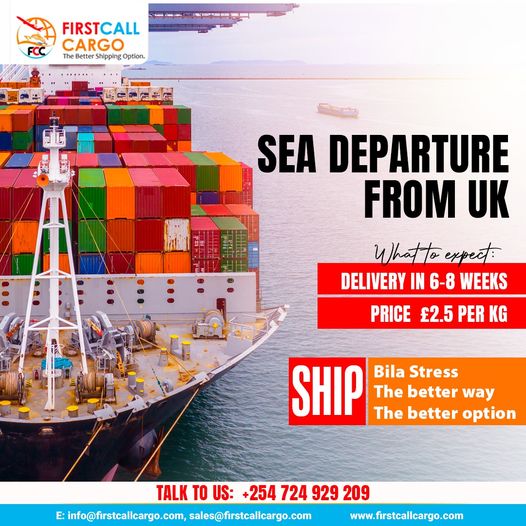 FIRSTCALL
CARGO
FCC
The Better Shipping Option.
SEA DEPARTURE
FROM UK
What to expect:
DELIVERY IN 6-8 WEEKS
PRICE £2.5 PER KG
SHIP
Bila Stress
The better way
The better option
TALK TO US: +254 724 929 209
E: info@firstcallcargo.com, sales@firstcallcargo.com www.firstcallcargo.com